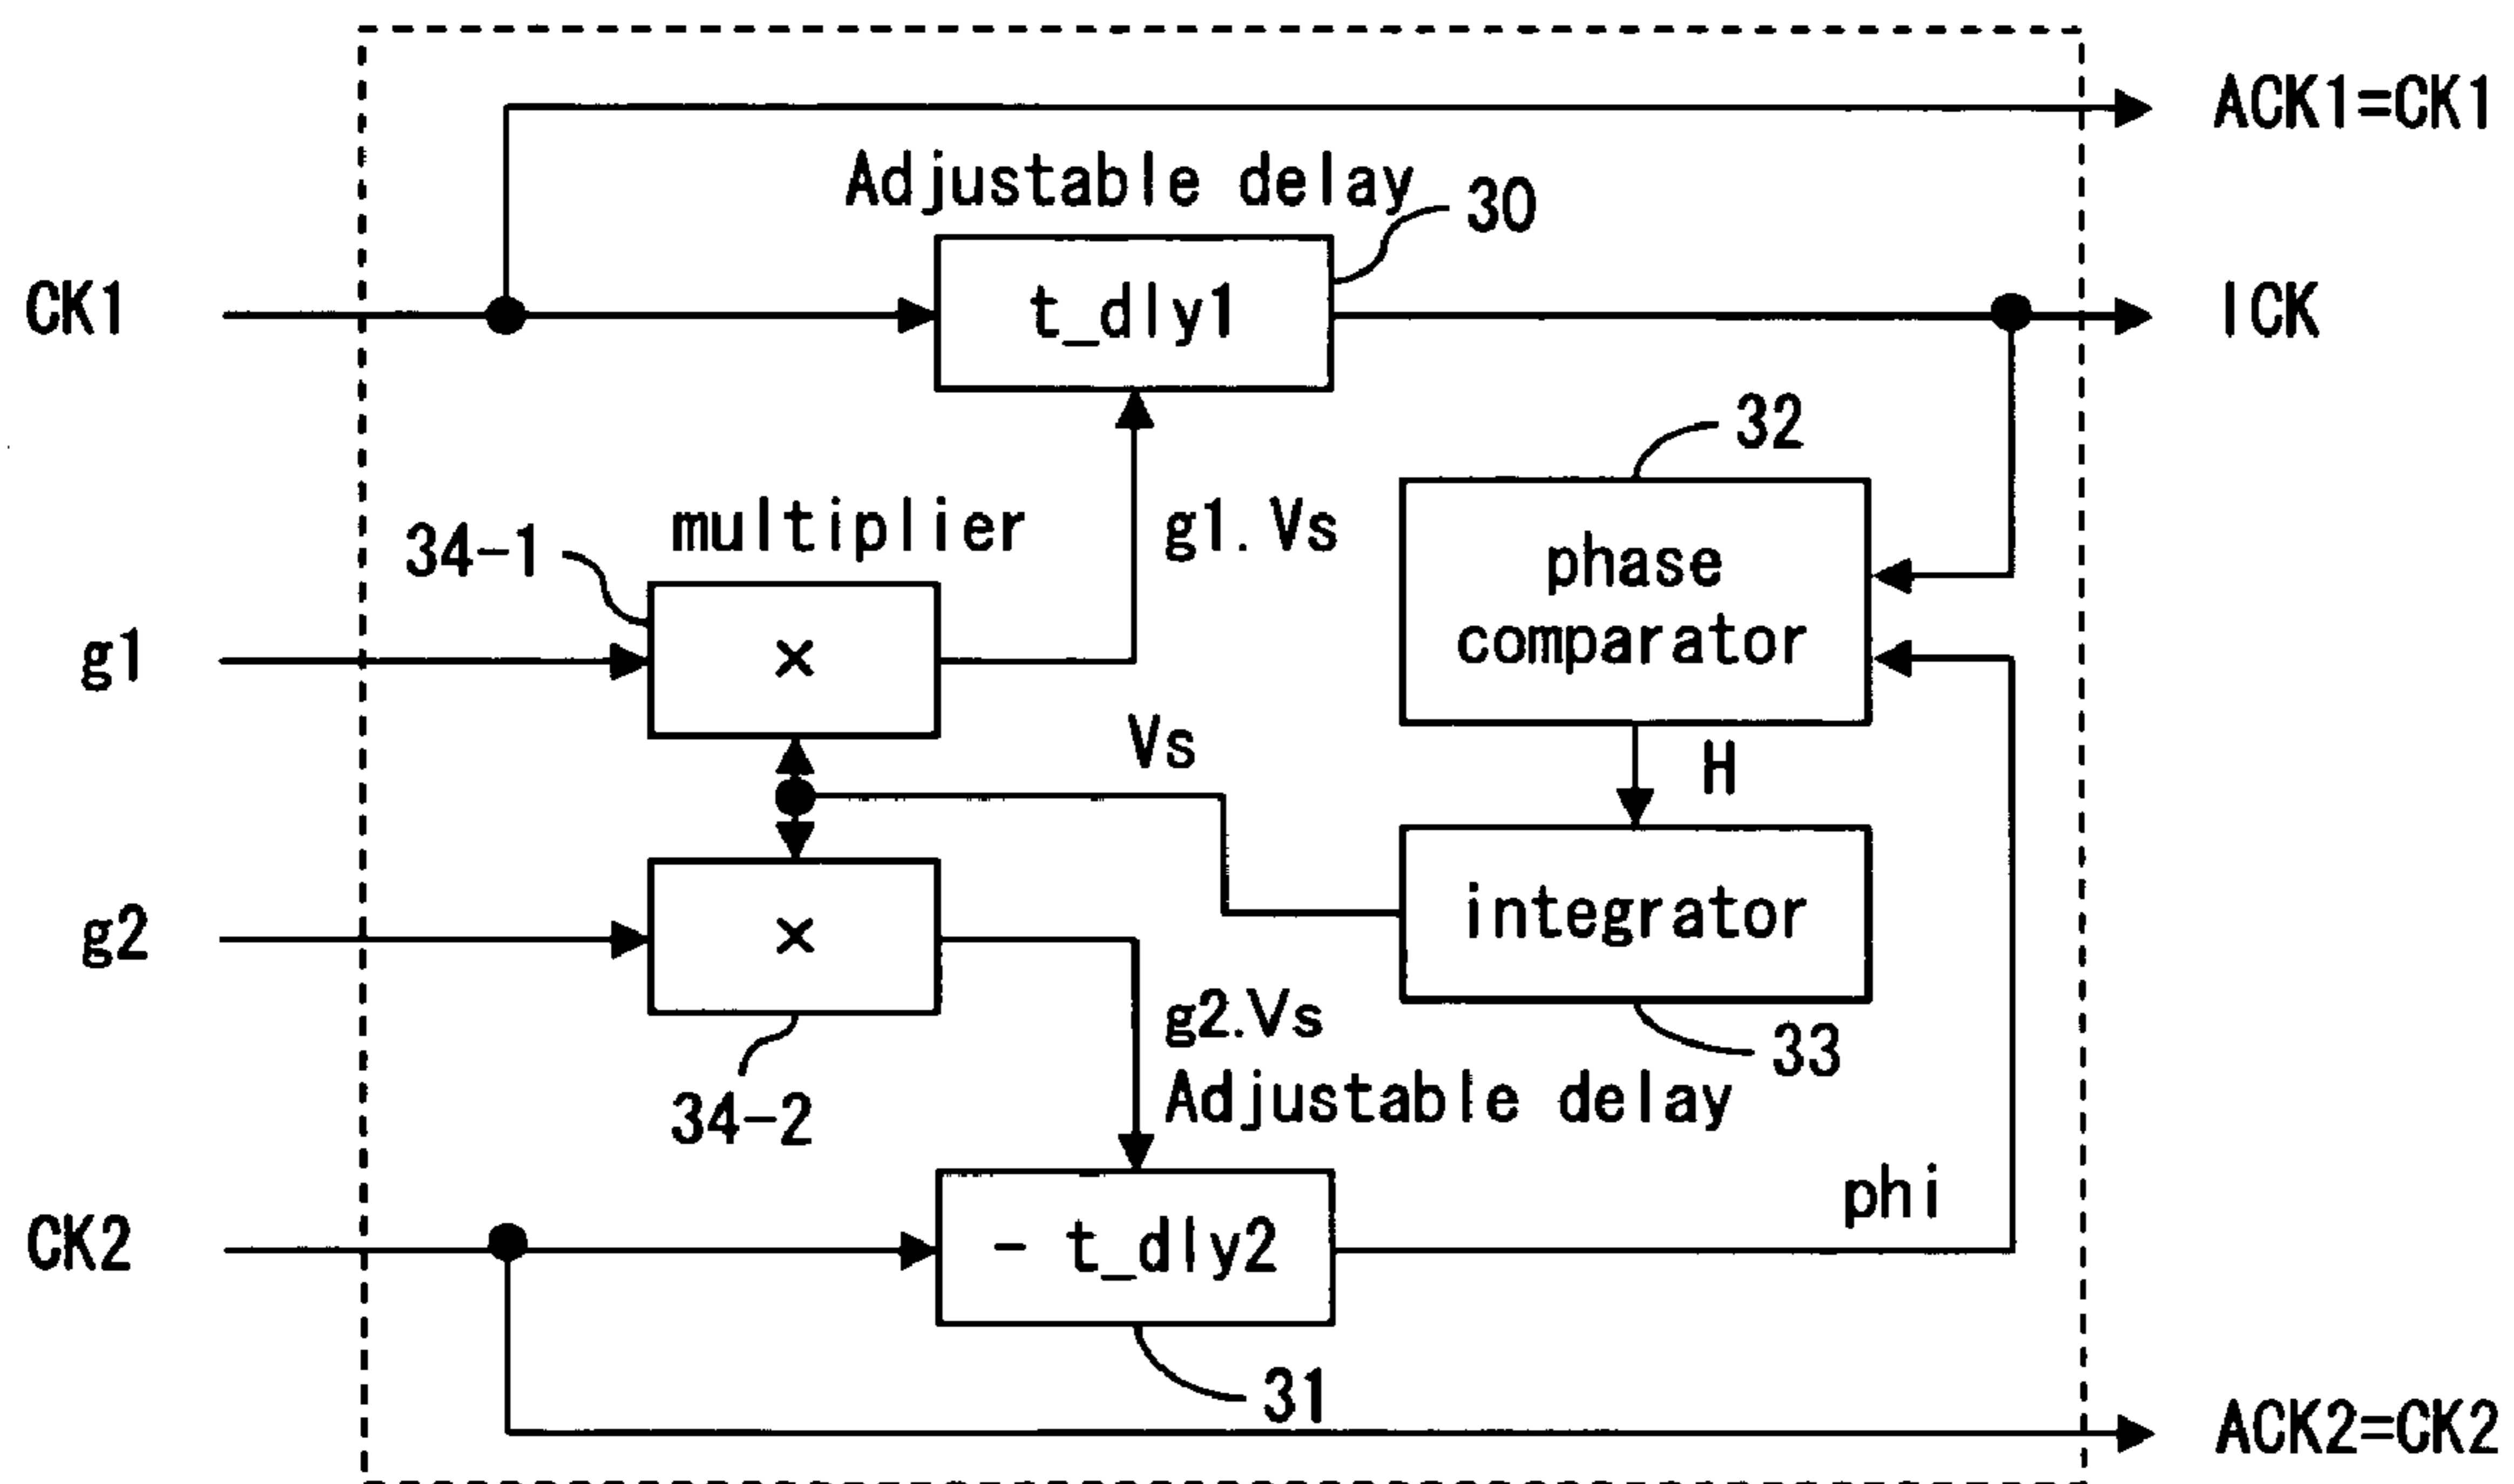 ACK1=CK1
Adjustable delay
30
CK1
t_dly1
ICK
32
34-1
multiplier
g1.Vs
phase
comparator
g1
×
Vs
H
g2
×
integrator
g2.Vs
33
Adjustable delay
34-2
phi
CK2
- t_dly2
31
ACK2=CK2